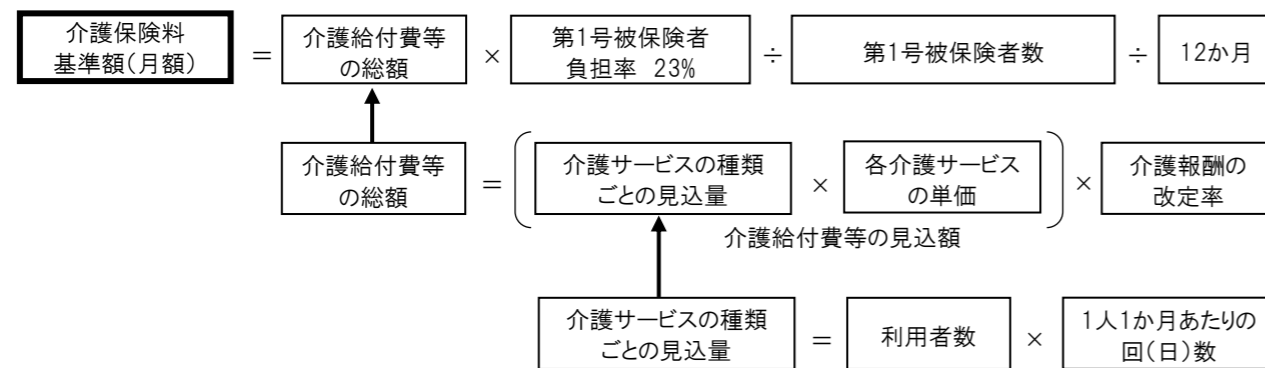 介護保険料
基準額(月額)
=
介護給付費等
の総額
×
第1号被保険者
負担率 23%
÷
第1号被保険者数
÷
12か月
介護給付費等
の総額
=
介護サービスの種類
ごとの見込量
×
各介護サービス
の単価
×
介護報酬の
改定率
介護給付費等の見込額
介護サービスの種類
ごとの見込量
=
利用者数
×
1人1か月あたりの
回(日)数